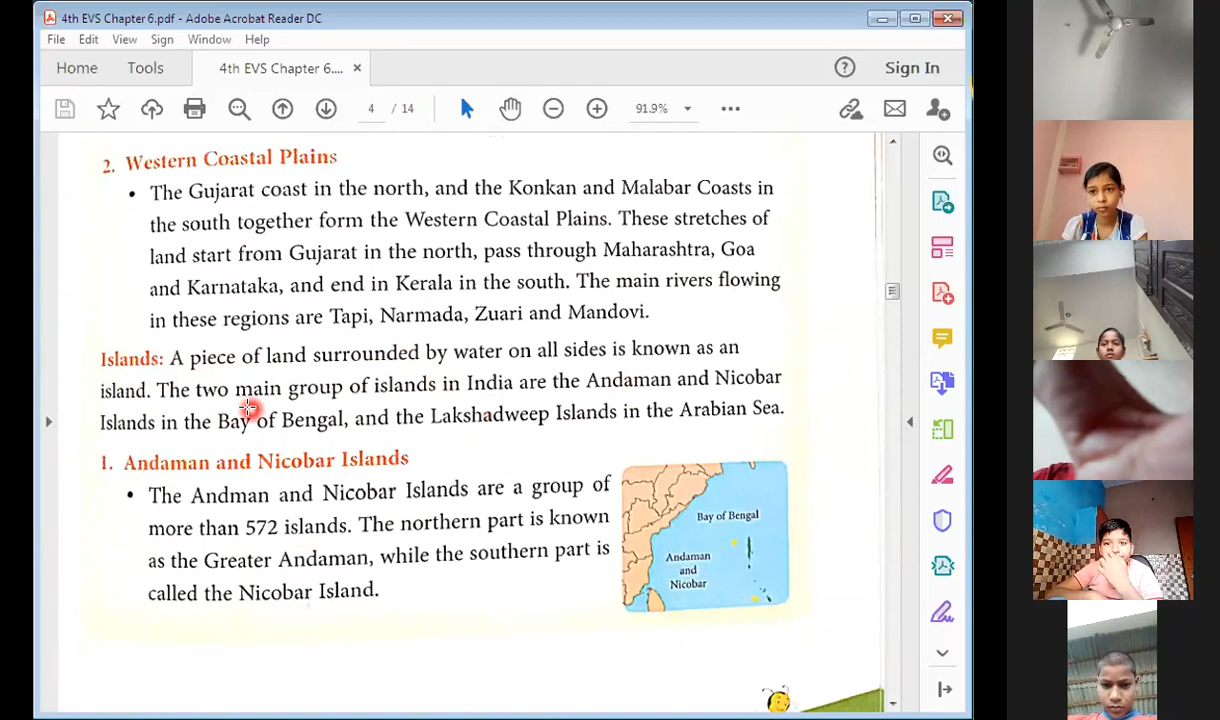 4th EVS Chapter 6.pdf - Adobe Acrobat Reader DC
File Edit View Sign Window Help
Home Tools 4th EVS Chapter 6.... × Sign In
4 / 14 91.9%
2. Western Coastal Plains
• The Gujarat coast in the north, and the Konkan and Malabar Coasts in
the south together form the Western Coastal Plains. These stretches of
land start from Gujarat in the north, pass through Maharashtra, Goa
and Karnataka, and end in Kerala in the south. The main rivers flowing
in these regions are Tapi, Narmada, Zuari and Mandovi.
Islands: A piece of land surrounded by water on all sides is known as an
island. The two main group of islands in India are the Andaman and Nicobar
Islands in the Bay of Bengal, and the Lakshadweep Islands in the Arabian Sea.
1. Andaman and Nicobar Islands
• The Andman and Nicobar Islands are a group of
more than 572 islands. The northern part is known
as the Greater Andaman, while the southern part is
called the Nicobar Island.
Bay of Bengal
Andaman
and
Nicobar